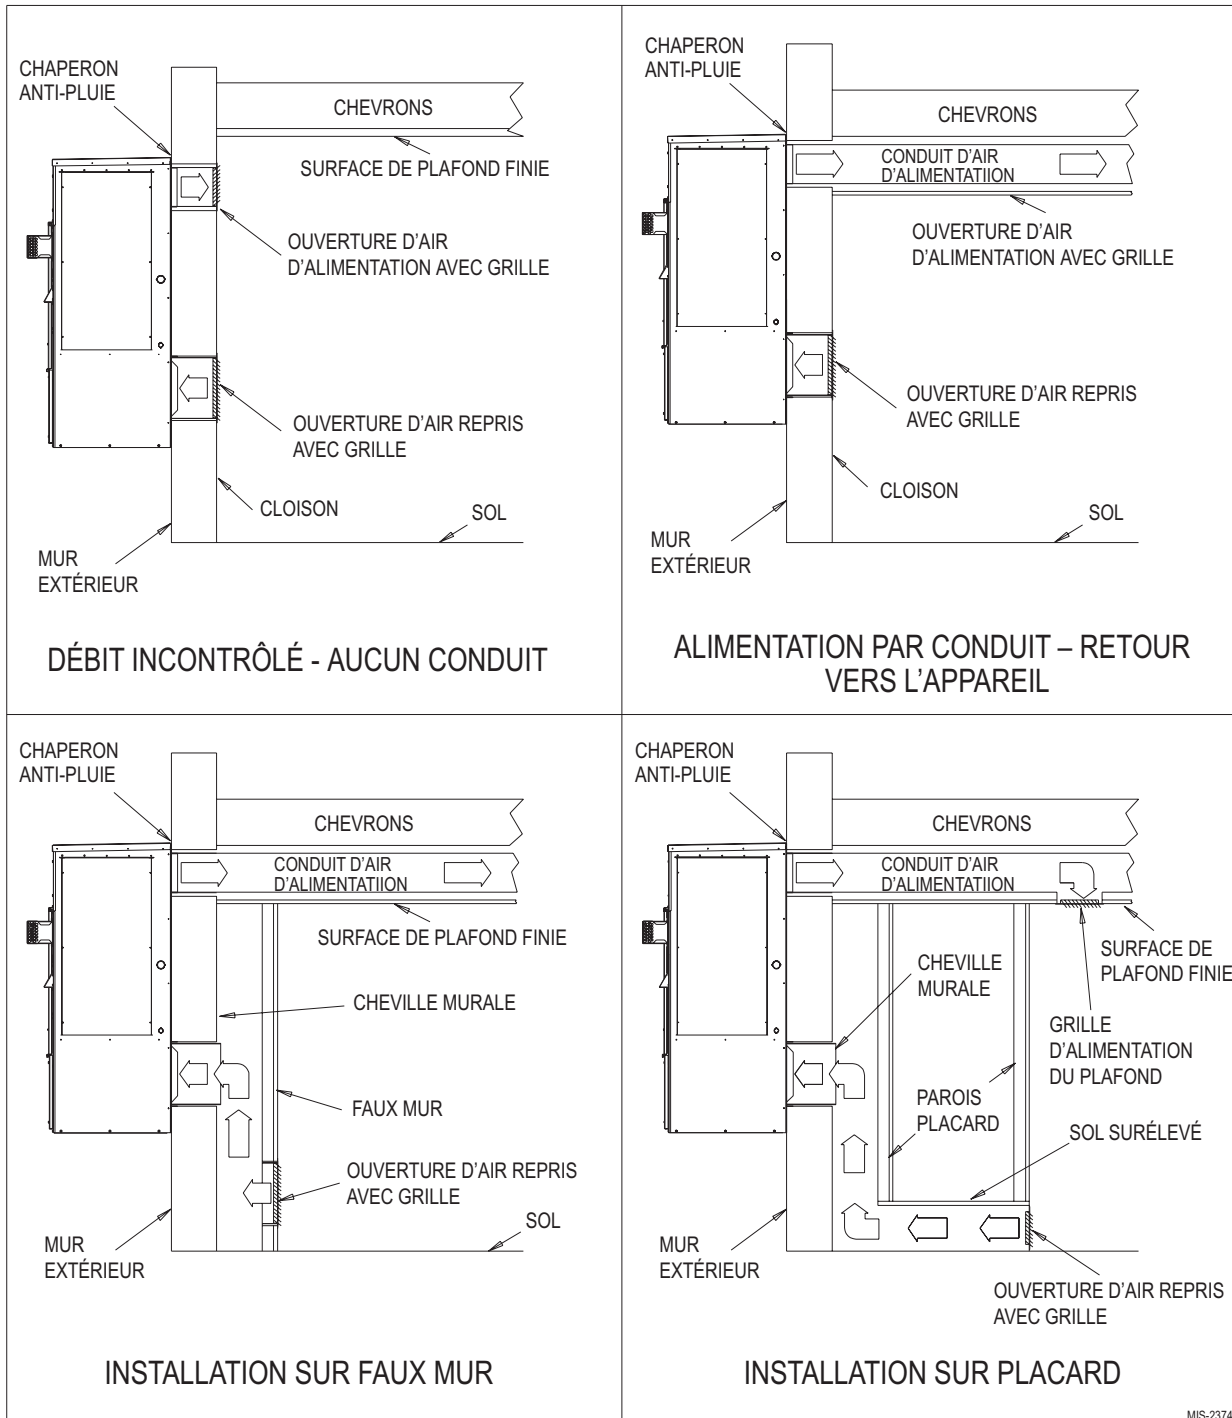 CHAPERON
ANTI-PLUIE
CHEVRONS
SURFACE DE PLAFOND FINIE
OUVERTURE D'AIR
D'ALIMENTATION AVEC GRILLE
OUVERTURE D'AIR REPRIS
AVEC GRILLE
CLOISON
SOL
MUR
EXTÉRIEUR
DÉBIT INCONTRÔLÉ - AUCUN CONDUIT
CHAPERON
ANTI-PLUIE
CHEVRONS
CONDUIT D'AIR
D'ALIMENTATIION
OUVERTURE D'AIR
D'ALIMENTATION AVEC GRILLE
OUVERTURE D'AIR REPRIS
AVEC GRILLE
CLOISON
SOL
MUR
EXTÉRIEUR
ALIMENTATION PAR CONDUIT – RETOUR
VERS L'APPAREIL
CHAPERON
ANTI-PLUIE
CHEVRONS
CONDUIT D'AIR
D'ALIMENTATIION
SURFACE DE PLAFOND FINIE
CHEVILLE MURALE
FAUX MUR
OUVERTURE D'AIR REPRIS
AVEC GRILLE
SOL
MUR
EXTÉRIEUR
INSTALLATION SUR FAUX MUR
CHAPERON
ANTI-PLUIE
CHEVRONS
CONDUIT D'AIR
D'ALIMENTATIION
SURFACE DE
PLAFOND FINIE
CHEVILLE
MURALE
GRILLE
D'ALIMENTATION
DU PLAFOND
PAROIS
PLACARD
SOL SURÉLEVÉ
MUR
EXTÉRIEUR
OUVERTURE D'AIR REPRIS
AVEC GRILLE
INSTALLATION SUR PLACARD
MIS-2374